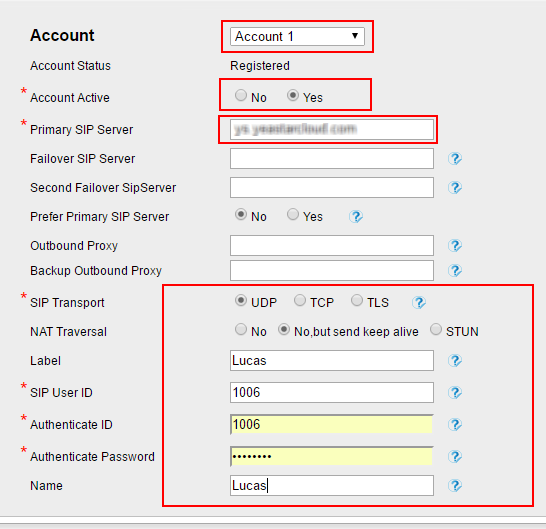 Account Account 1
Account Status Registered
* Account Active No Yes
* Primary SIP Server
Failover SIP Server
Second Failover SipServer
Prefer Primary SIP Server No Yes
Outbound Proxy
Backup Outbound Proxy
* SIP Transport UDP TCP TLS
NAT Traversal No No,but send keep alive STUN
Label Lucas
* SIP User ID 1006
* Authenticate ID 1006
* Authenticate Password ••••••••
Name Lucas